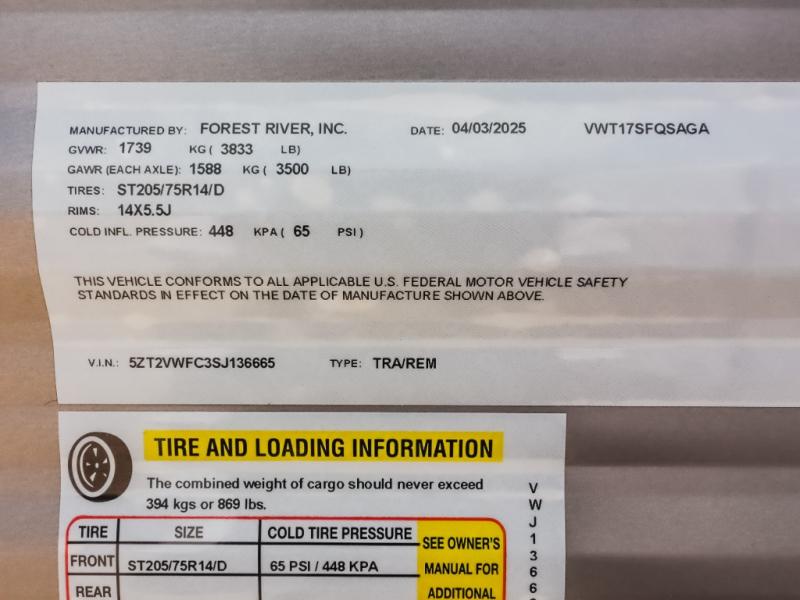 MANUFACTURED BY: FOREST RIVER, INC. DATE: 04/03/2025 VWT17SFQSAGA
GVWR: 1739 KG ( 3833 LB)
GAWR (EACH AXLE): 1588 KG ( 3500 LB)
TIRES: ST205/75R14/D
RIMS: 14X5.5J
COLD INFL. PRESSURE: 448 KPA ( 65 PSI )
THIS VEHICLE CONFORMS TO ALL APPLICABLE U.S. FEDERAL MOTOR VEHICLE SAFETY
STANDARDS IN EFFECT ON THE DATE OF MANUFACTURE SHOWN ABOVE.
V.I.N.: 5ZT2VWFC3SJ136665 TYPE: TRA/REM
TIRE AND LOADING INFORMATION
The combined weight of cargo should never exceed
394 kgs or 869 lbs.
TIRE SIZE COLD TIRE PRESSURE
SEE OWNER'S
FRONT ST205/75R14/D 65 PSI / 448 KPA
MANUAL FOR
REAR
ADDITIONAL
VWJ1366